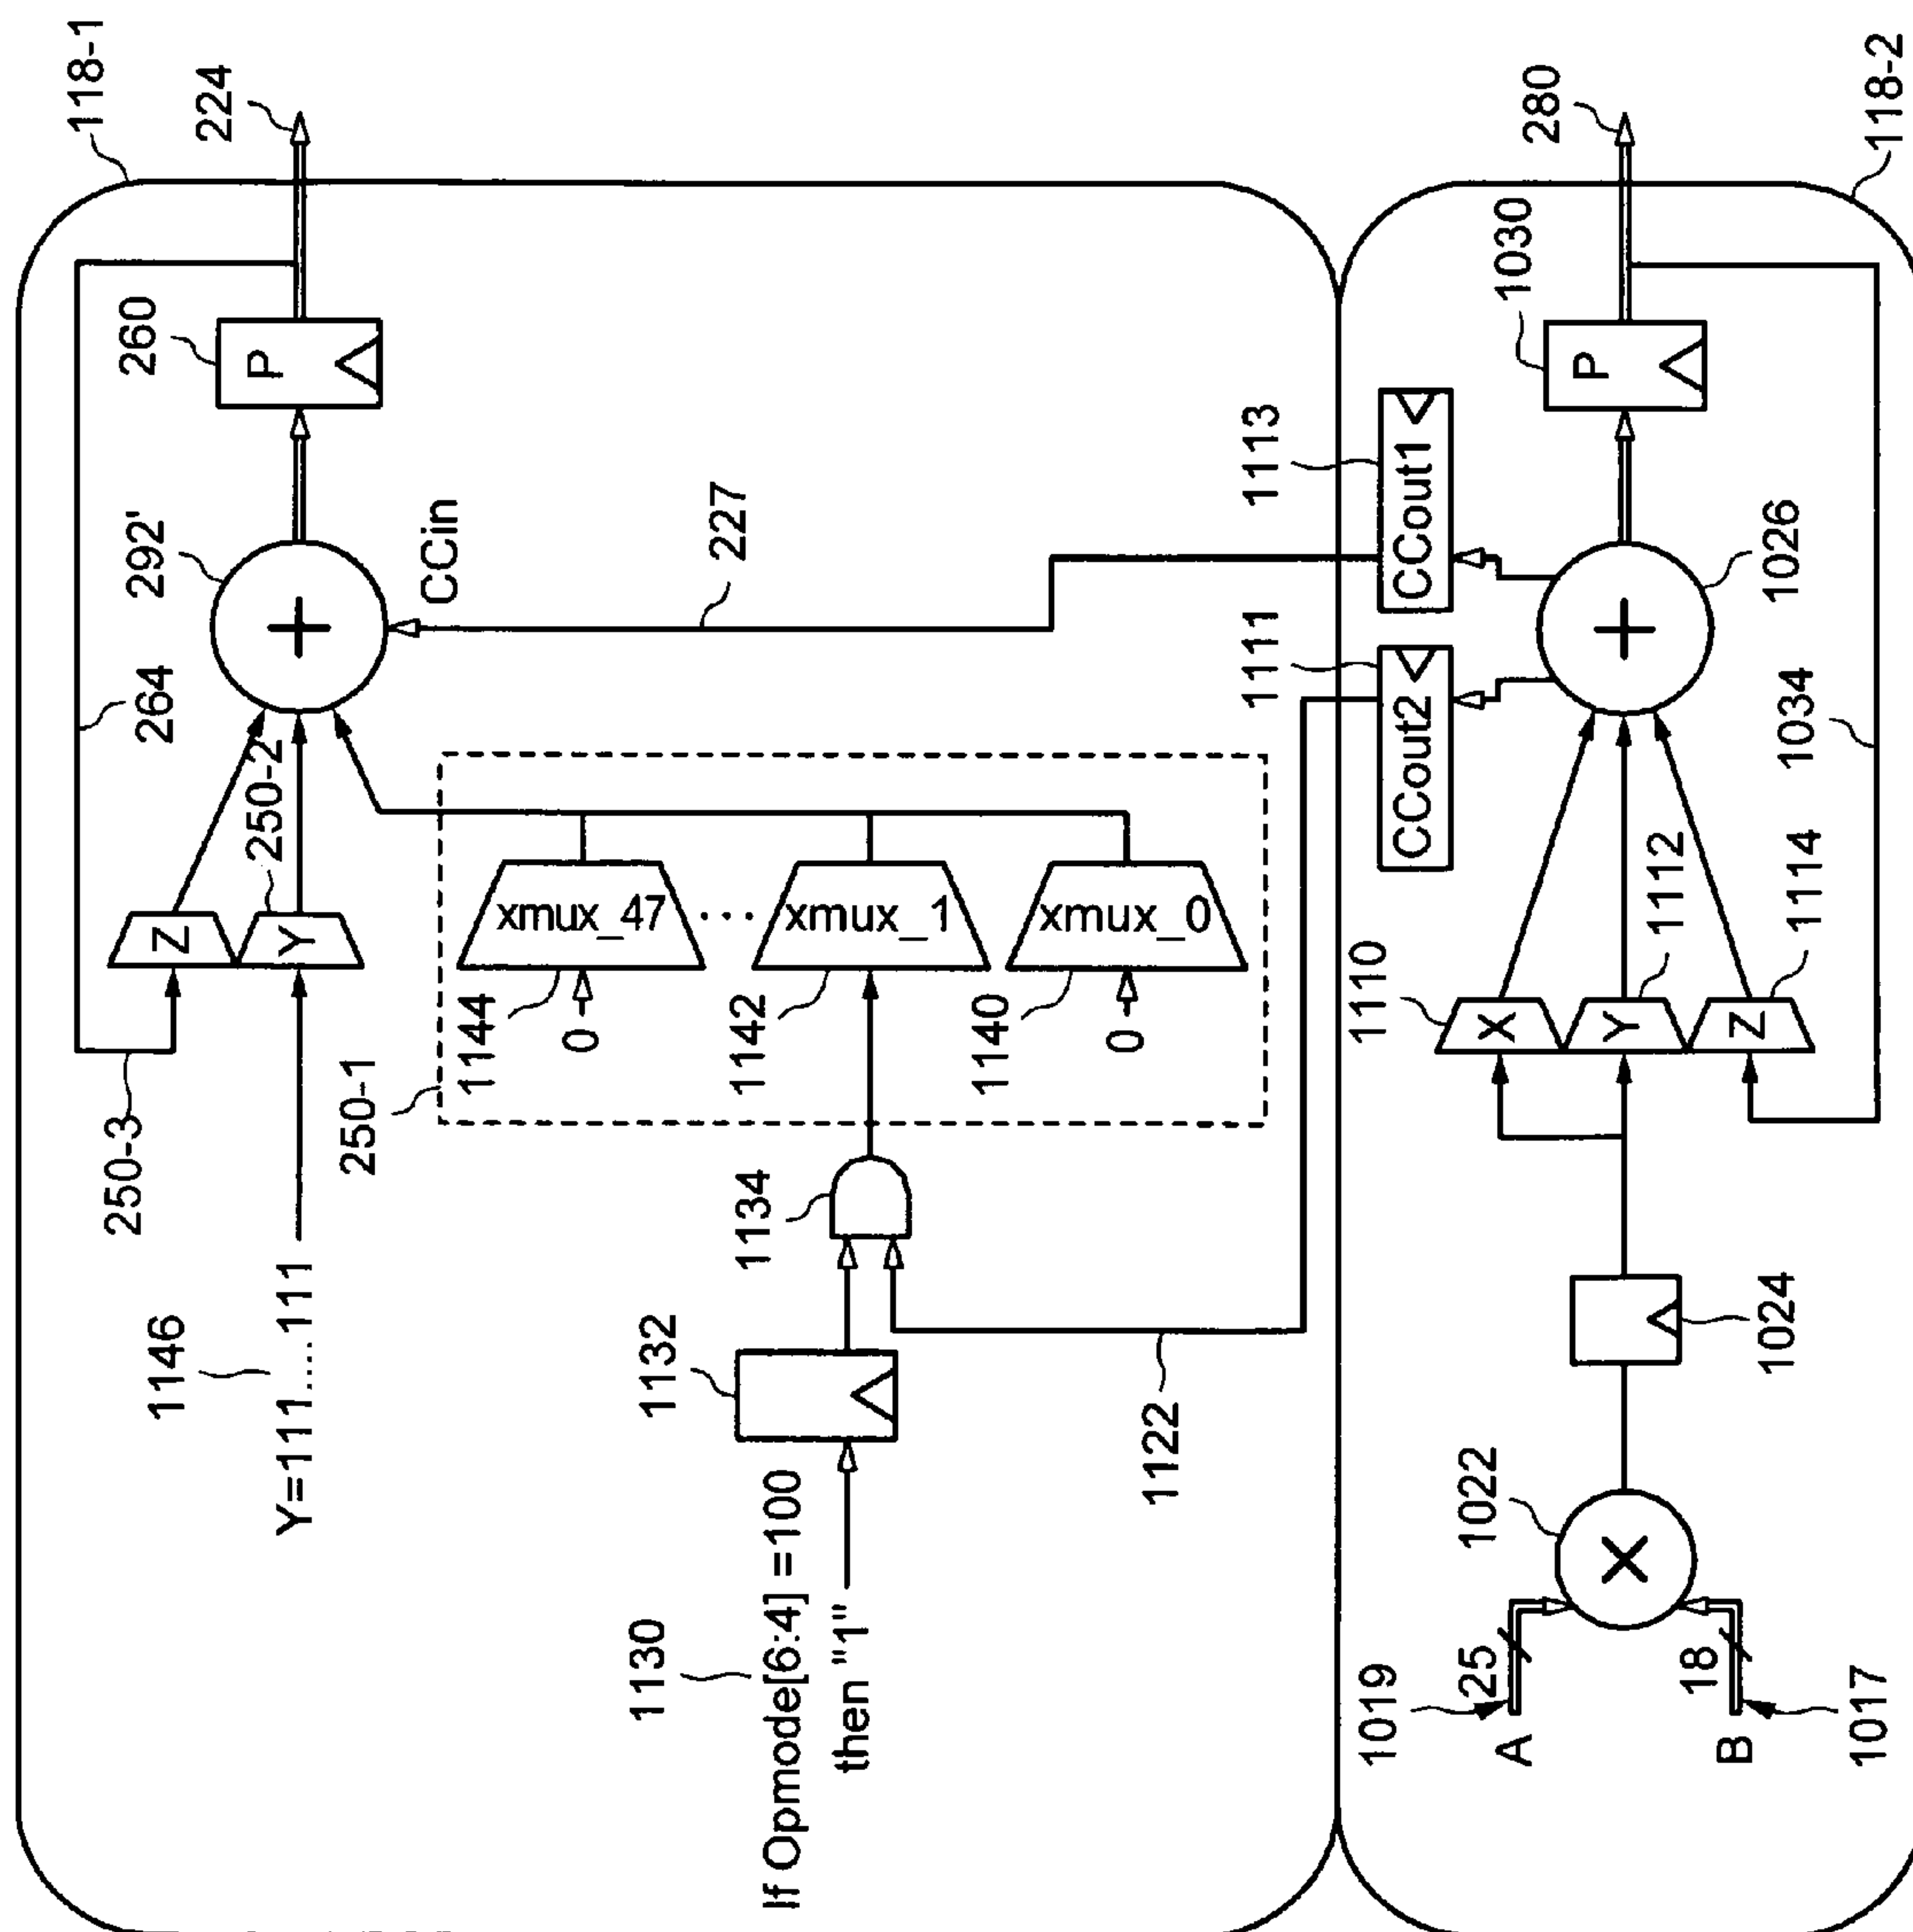 118-1
224
260
P
292'
CCin
264
250-2
Z
Y
250-3
1146
Y=111....111
227
250-1
xmux_47
...
xmux_1
xmux_0
1144
0
1142
1140
0
1134
1132
1130
If Opmode[6:4] =100
then "1"
1122
118-2
280
1030
P
1113
CCout1
1111
CCout2
1026
1034
1110
X
1112
Y
1114
Z
1024
1022
1019
25
A
18
B
1017